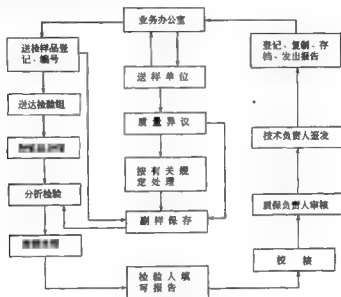 业务办公室
送检样品登
记、编号
登记、复制、存
档、发出报告
送样单位
送达检验组
质量异议
技术负责人签发
按有关规
定处理
分析检验
质保负责人审核
副样保存
校核
检验人填
写报告